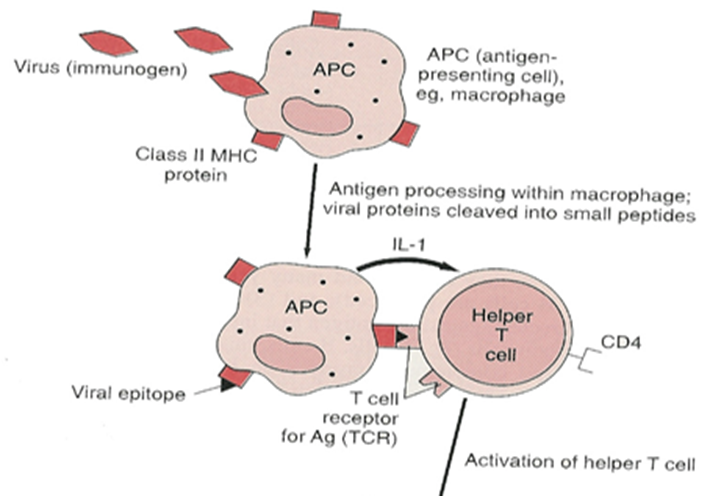 APC
APC (antigen-
presenting cell),
eg, macrophage
Virus (immunogen)
Class II MHC
protein
Antigen processing within macrophage;
viral proteins cleaved into small peptides
IL-1
APC
Helper
T
cell
CD4
Viral epitope
T cell
receptor
for Ag (TCR)
Activation of helper T cell